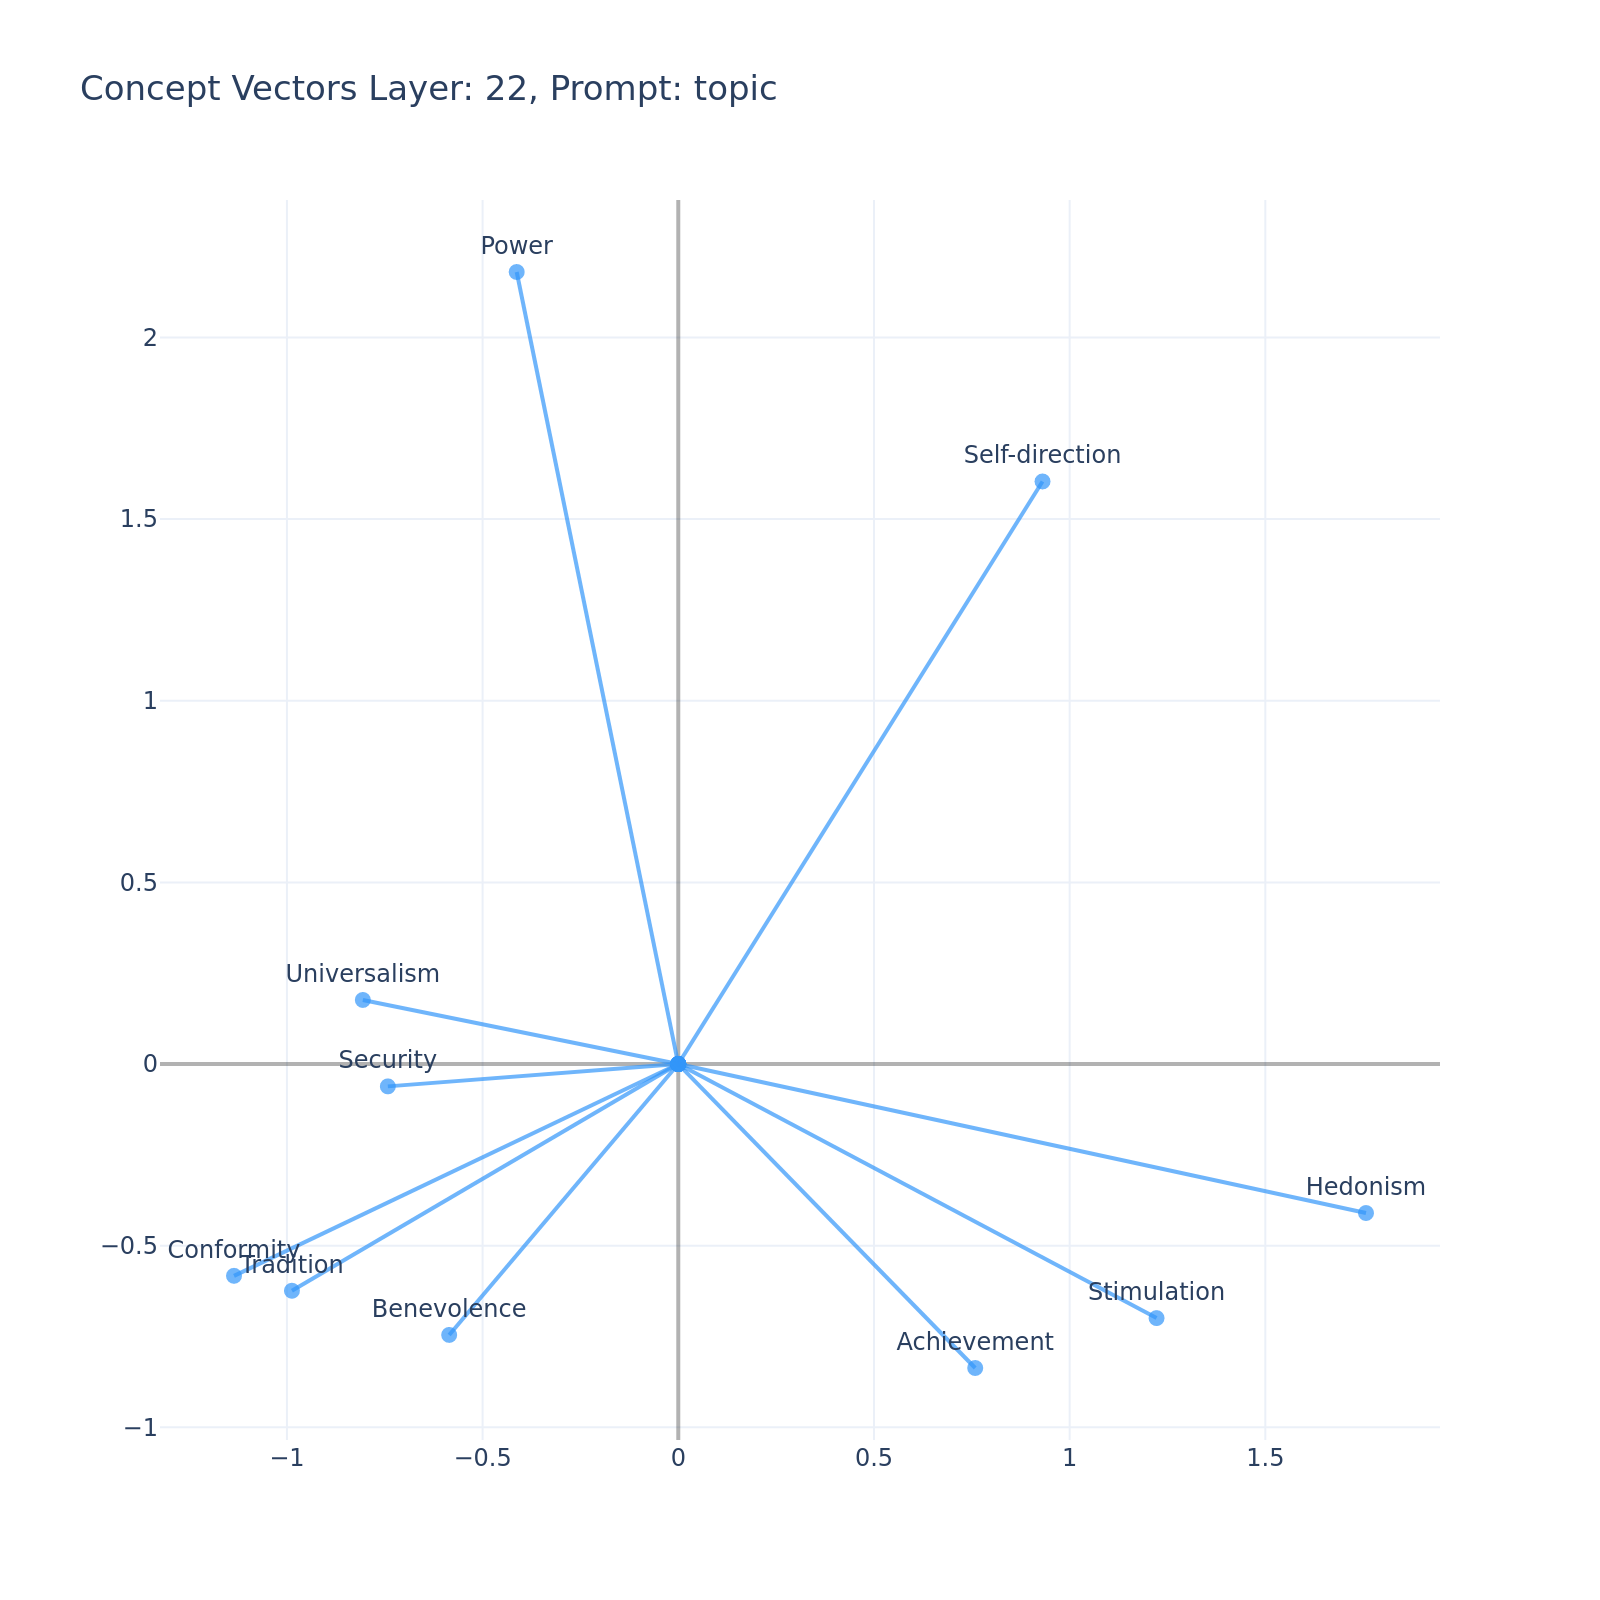 Concept Vectors Layer: 22, Prompt: topic
Power
2
Self-direction
1.5
1
0.5
Universalism
Security
0
Hedonism
−0.5
Conformity
Tradition
Stimulation
Benevolence
Achievement
−1
−1
−0.5
0
0.5
1
1.5